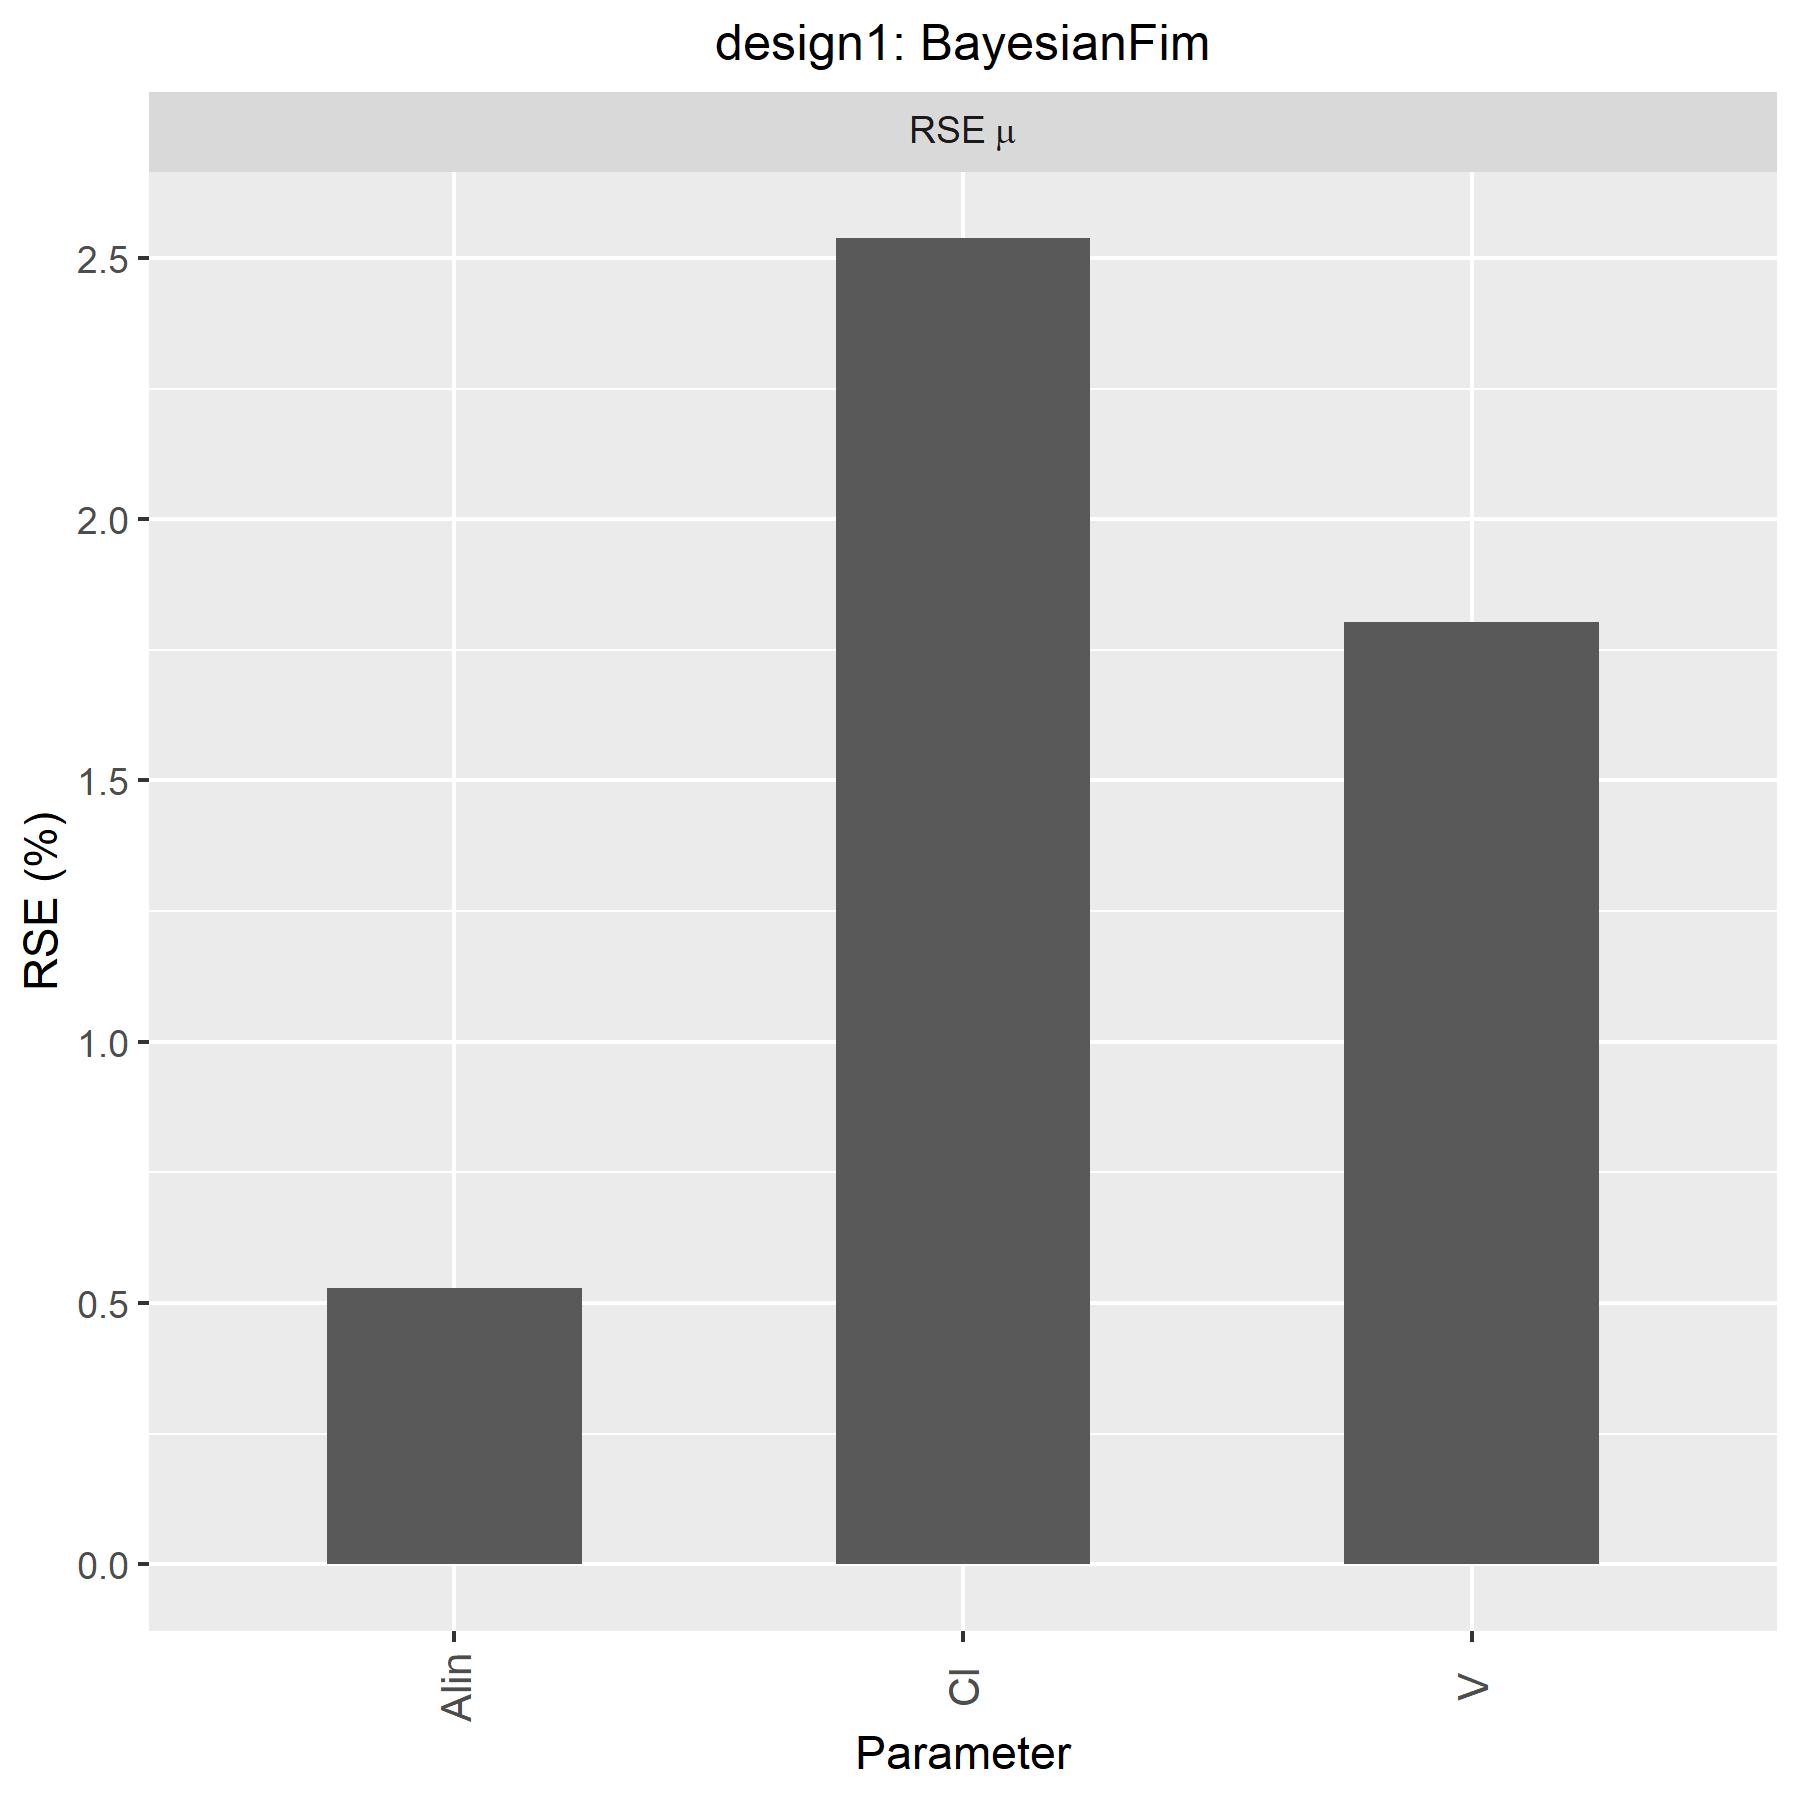 design1: BayesianFim
RSE μ
2.5
2.0
1.5
1.0
0.5
0.0
RSE (%)
Alin
Cl
V
Parameter